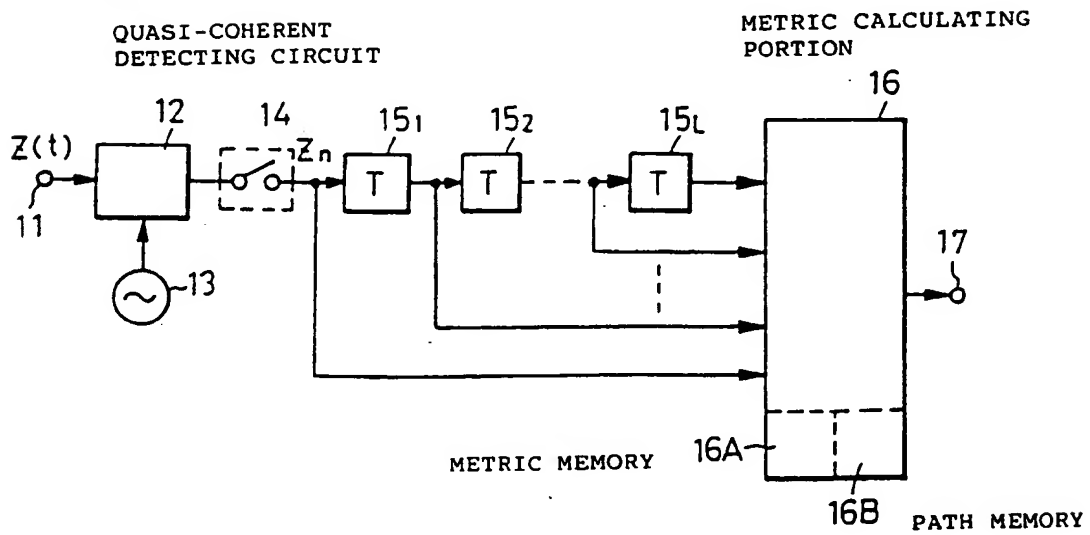 QUASI-COHERENT
DETECTING CIRCUIT
METRIC CALCULATING
PORTION
12
14
15₁
15₂
15L
16
Z(t)
Zn
T
T
T
11
13
17
METRIC MEMORY
16A
16B
PATH MEMORY